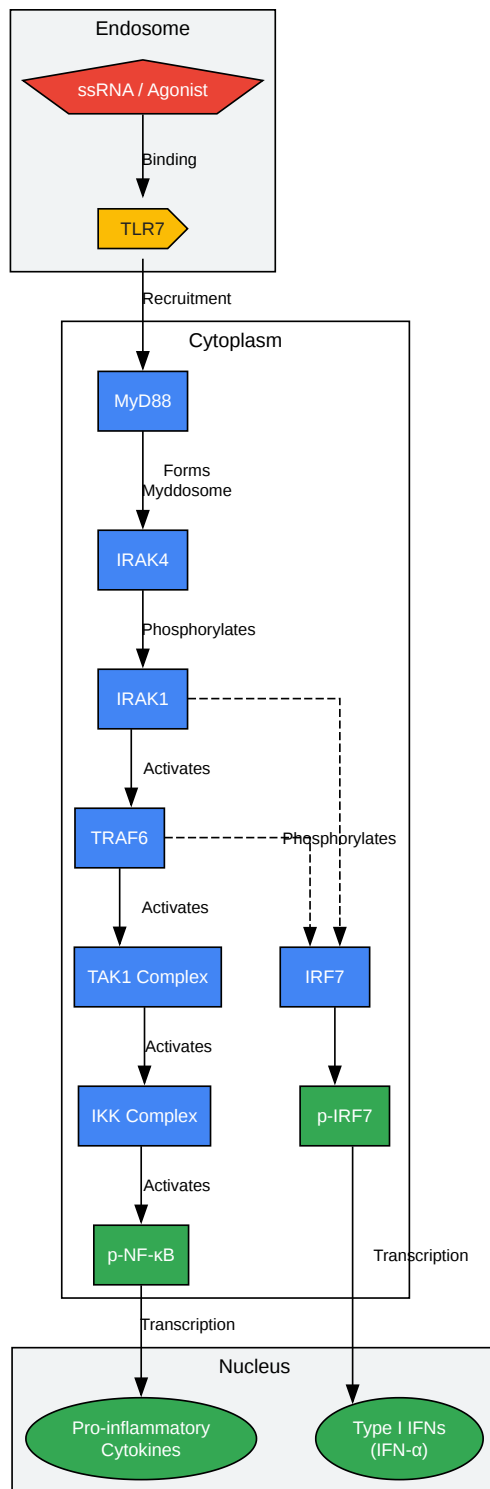 Endosome
ssRNA / Agonist
Binding
TLR7
Recruitment
Cytoplasm
MyD88
Forms
Myddosome
IRAK4
Phosphorylates
IRAK1
Activates
TRAF6
Phosphorylates
Activates
TAK1 Complex
IRF7
Activates
IKK Complex
p-IRF7
Activates
p-NF-κB
Transcription
Transcription
Nucleus
Pro-inflammatory
Cytokines
Type I IFNs
(IFN-α)